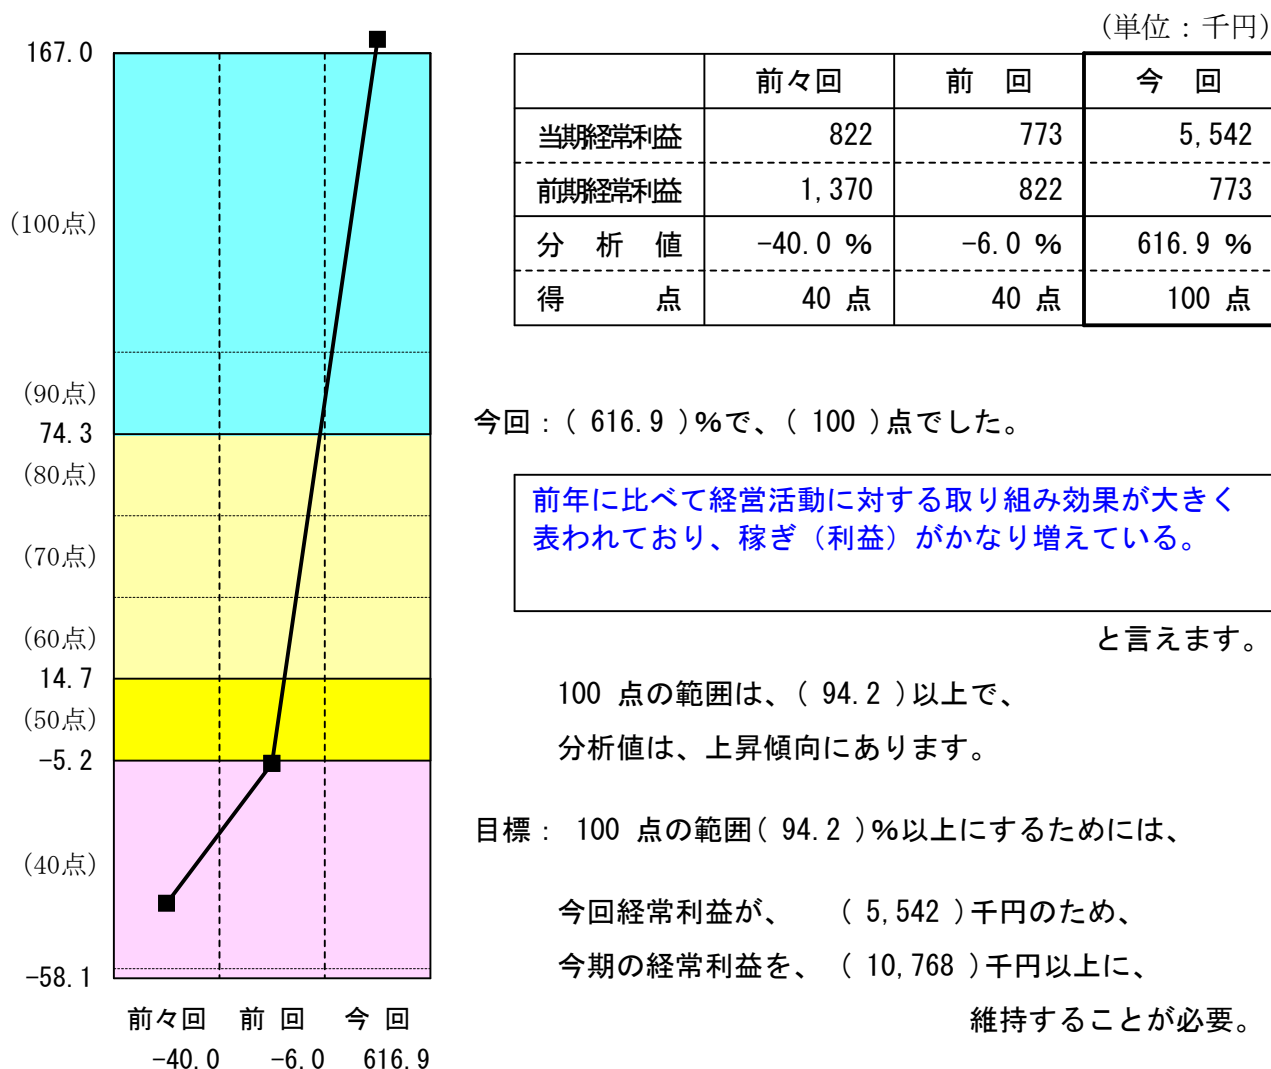 (単位：千円)
前々回 前 回 今 回
当期経常利益 822 773 5,542
前期経常利益 1,370 822 773
分 析 値 -40.0 % -6.0 % 616.9 %
得 点 40 点 40 点 100 点
167.0
(100点)
(90点)
74.3
(80点)
(70点)
(60点)
14.7
(50点)
-5.2
(40点)
-58.1
前々回 前 回 今 回
-40.0 -6.0 616.9
今回：( 616.9 )%で、( 100 )点でした。
前年に比べて経営活動に対する取り組み効果が大きく
表われており、稼ぎ（利益）がかなり増えている。
と言えます。
100 点の範囲は、( 94.2 )以上で、
分析値は、上昇傾向にあります。
目標： 100 点の範囲( 94.2 )%以上にするためには、
今回経常利益が、 ( 5,542 )千円のため、
今期の経常利益を、 ( 10,768 )千円以上に、
維持することが必要。